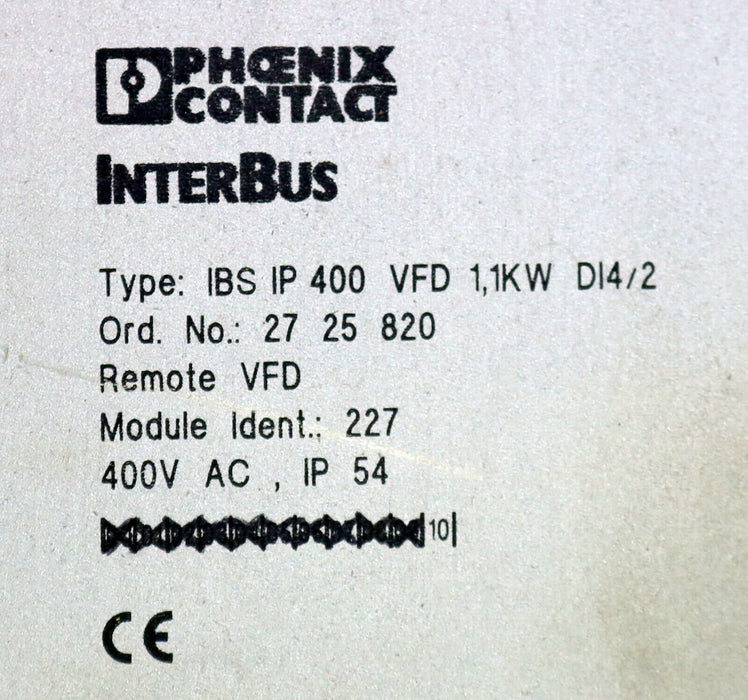 PHŒNIX
CONTACT
INTERBUS
Type: IBS IP 400 VFD 1,1KW DI4/2
Ord. No.: 27 25 820
Remote VFD
Module Ident.: 227
400V AC , IP 54
10
CE